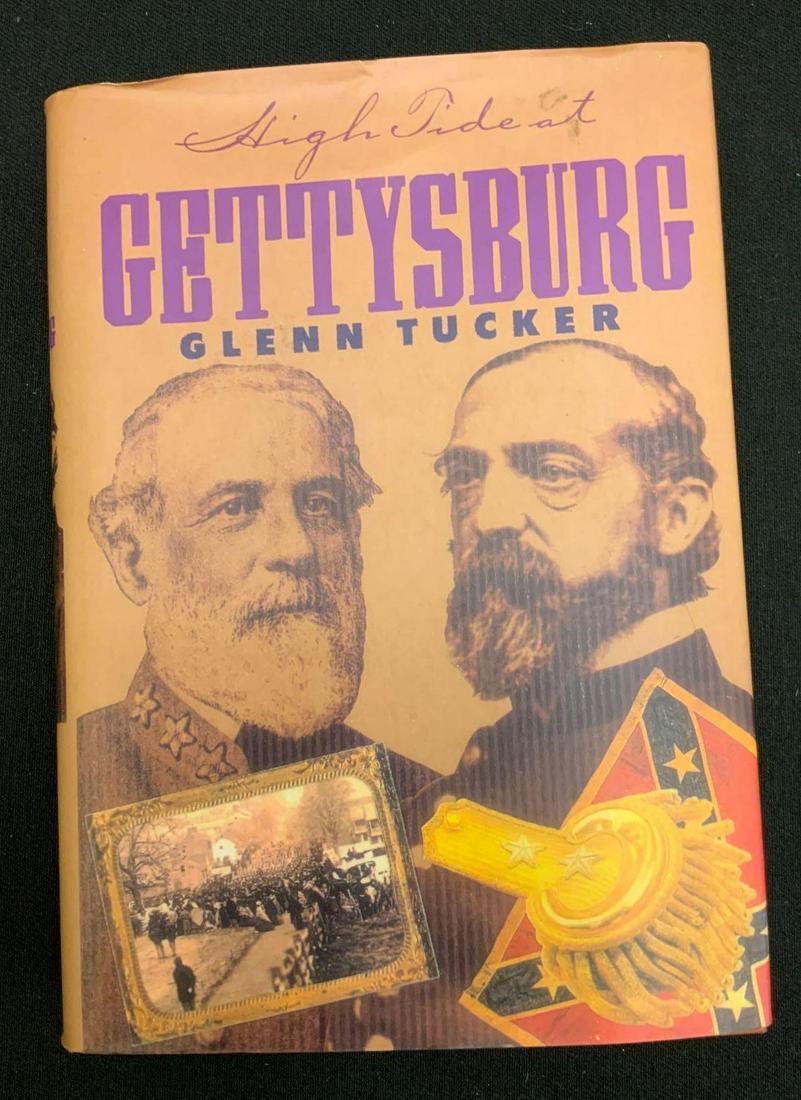 High Tide at
GETTYSBURG
GLENN TUCKER